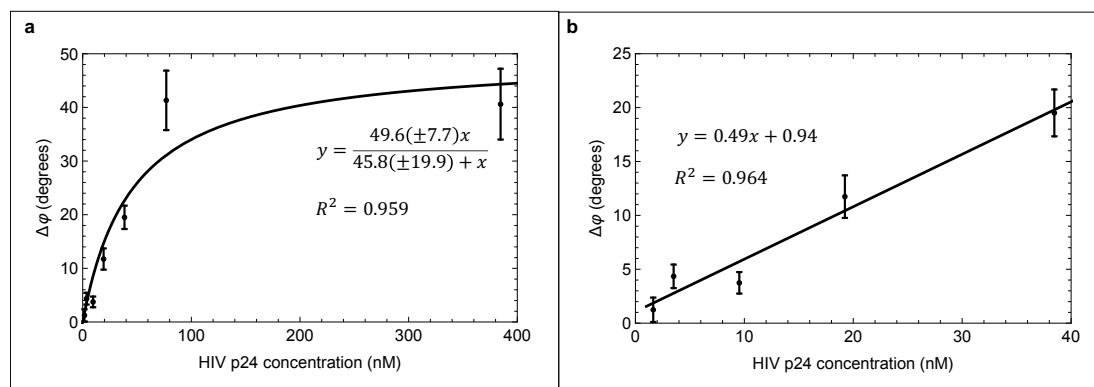 a
50
40
30
20
10
0
Δφ (degrees)
0 100 200 300 400
HIV p24 concentration (nM)
y = 49.6(±7.7)x / 45.8(±19.9) + x
R² = 0.959
b
25
20
15
10
5
0
Δφ (degrees)
0 10 20 30 40
HIV p24 concentration (nM)
y = 0.49x + 0.94
R² = 0.964